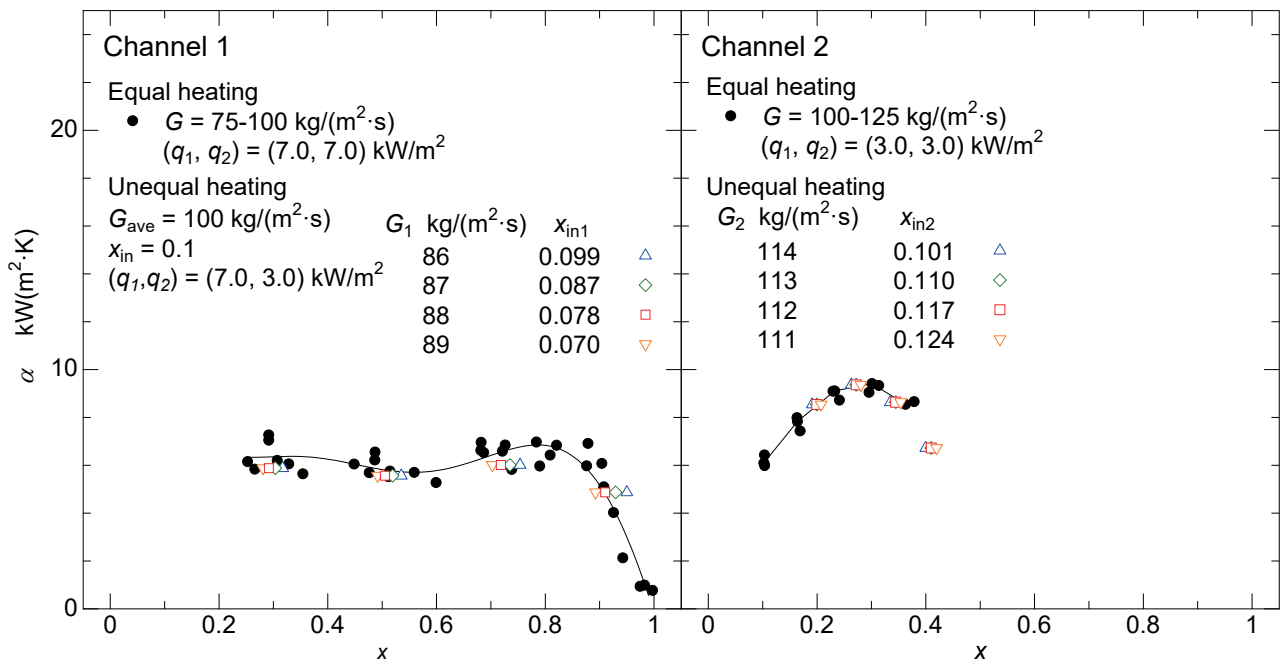 Channel 1
Equal heating
G = 75-100 kg/(m²·s)
(q₁, q₂) = (7.0, 7.0) kW/m²
Unequal heating
G_ave = 100 kg/(m²·s)
x_in = 0.1
(q₁,q₂) = (7.0, 3.0) kW/m²
G₁ kg/(m²·s) x_in1
86 0.099
87 0.087
88 0.078
89 0.070
Channel 2
Equal heating
G = 100-125 kg/(m²·s)
(q₁, q₂) = (3.0, 3.0) kW/m²
Unequal heating
G₂ kg/(m²·s) x_in2
114 0.101
113 0.110
112 0.117
111 0.124
α kW(m²·K)
20
10
0
0 0.2 0.4 0.6 0.8 1
x
0 0.2 0.4 0.6 0.8 1
x